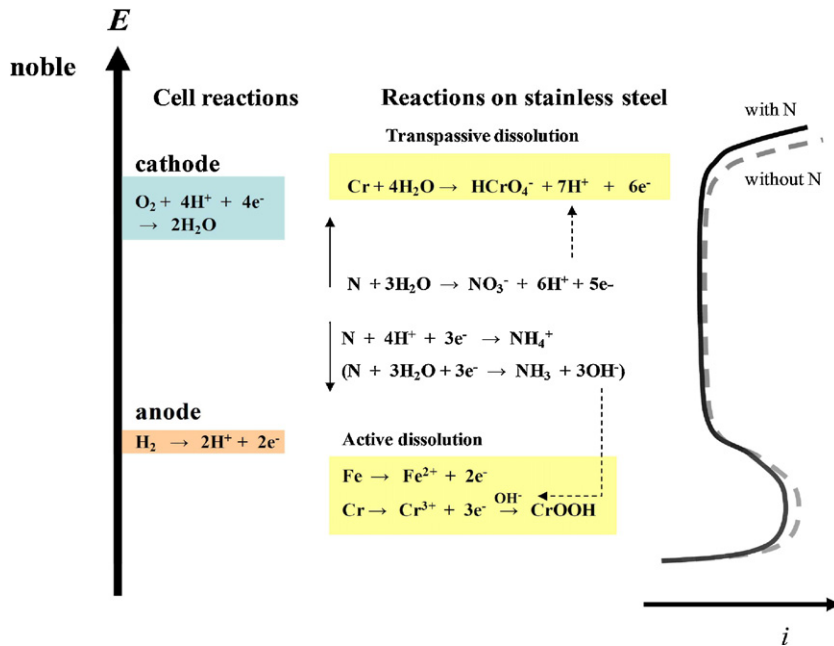 E
noble
Cell reactions
Reactions on stainless steel
with N
without N
Transpassive dissolution
cathode
Cr + 4H₂O → HCrO₄⁻ + 7H⁺ + 6e⁻
O₂ + 4H⁺ + 4e⁻
→ 2H₂O
N + 3H₂O → NO₃⁻ + 6H⁺ + 5e-
N + 4H⁺ + 3e⁻ → NH₄⁺
(N + 3H₂O + 3e⁻ → NH₃ + 3OH⁻)
anode
H₂ → 2H⁺ + 2e⁻
Active dissolution
Fe → Fe²⁺ + 2e⁻
Cr → Cr³⁺ + 3e⁻ OH⁻→ CrOOH
i